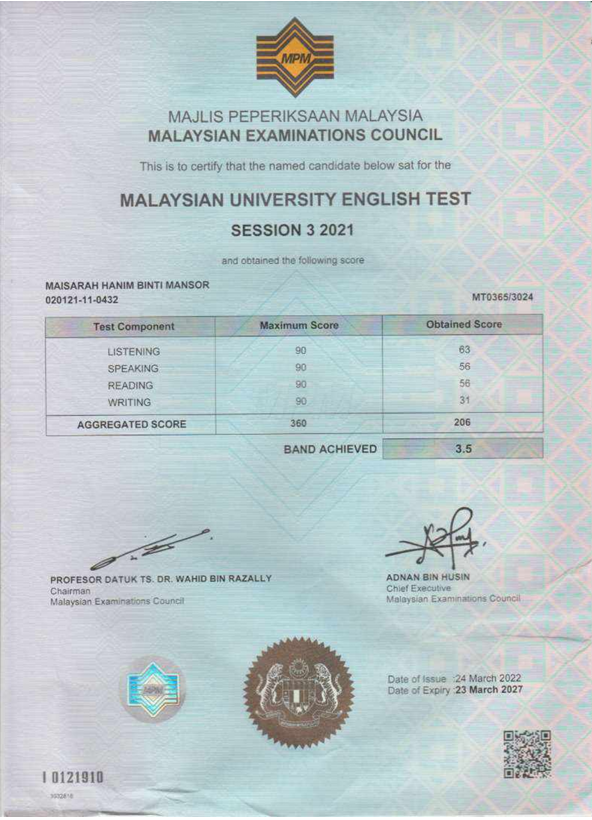 MPM
MAJLIS PEPERIKSAAN MALAYSIA
MALAYSIAN EXAMINATIONS COUNCIL
This is to certify that the named candidate below sat for the
MALAYSIAN UNIVERSITY ENGLISH TEST
SESSION 3 2021
and obtained the following score
MAISARAH HANIM BINTI MANSOR
020121-11-0432 MT0365/3024
Test Component Maximum Score Obtained Score
LISTENING 90 63
SPEAKING 90 56
READING 90 56
WRITING 90 31
AGGREGATED SCORE 360 206
BAND ACHIEVED 3.5
PROFESOR DATUK TS. DR. WAHID BIN RAZALLY
Chairman
Malaysian Examinations Council
ADNAN BIN HUSIN
Chief Executive
Malaysian Examinations Council
MPM
Date of Issue :24 March 2022
Date of Expiry :23 March 2027
I 0121910